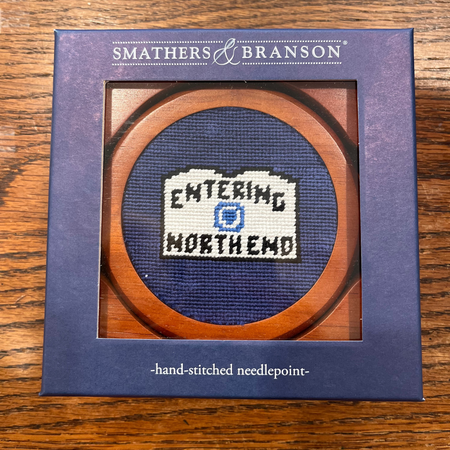 SMATHERS & BRANSON®
ENTERING
NORTH END
-hand-stitched needlepoint-